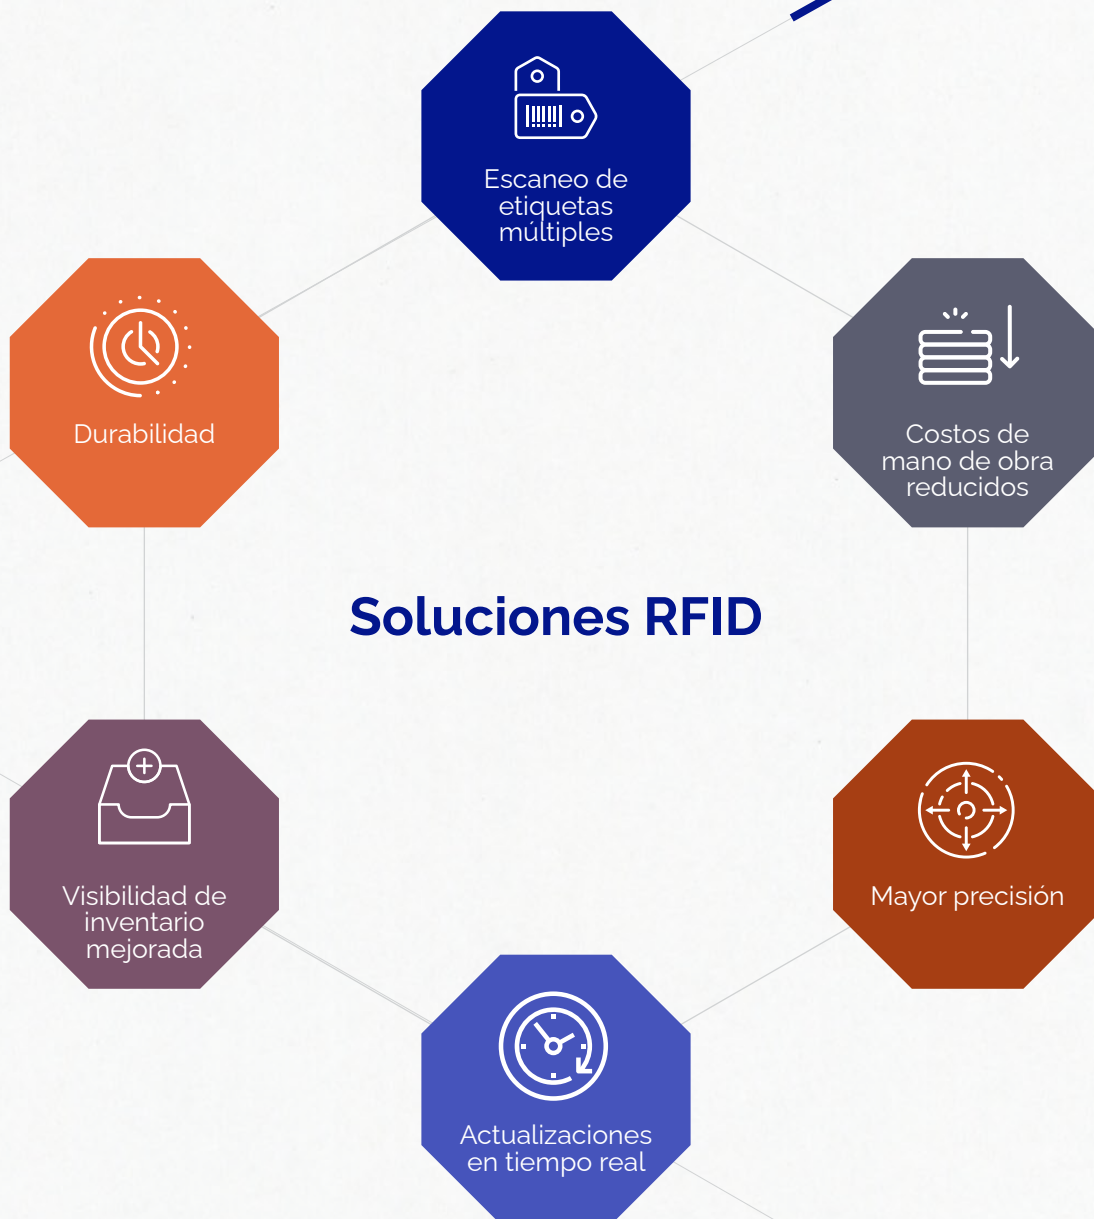 Escaneo de
etiquetas
múltiples
Durabilidad
Costos de
mano de obra
reducidos
Soluciones RFID
Visibilidad de
inventario
mejorada
Mayor precisión
Actualizaciones
en tiempo real